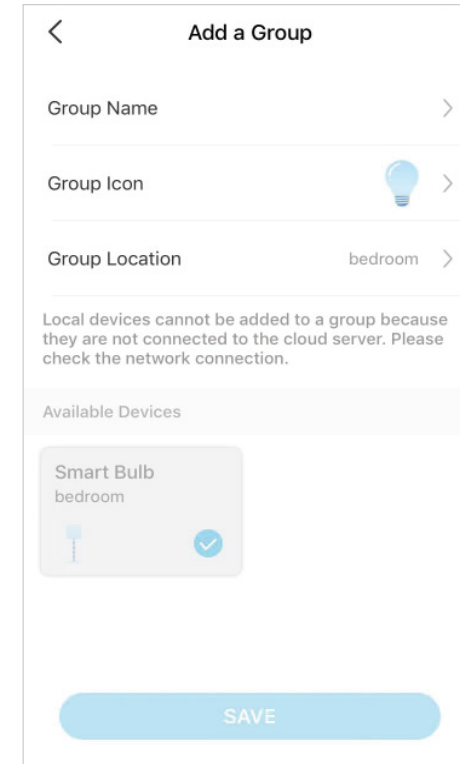 Add a Group
Group Name
Group Icon
Group Location bedroom
Local devices cannot be added to a group because
they are not connected to the cloud server. Please
check the network connection.
Available Devices
Smart Bulb
bedroom
SAVE